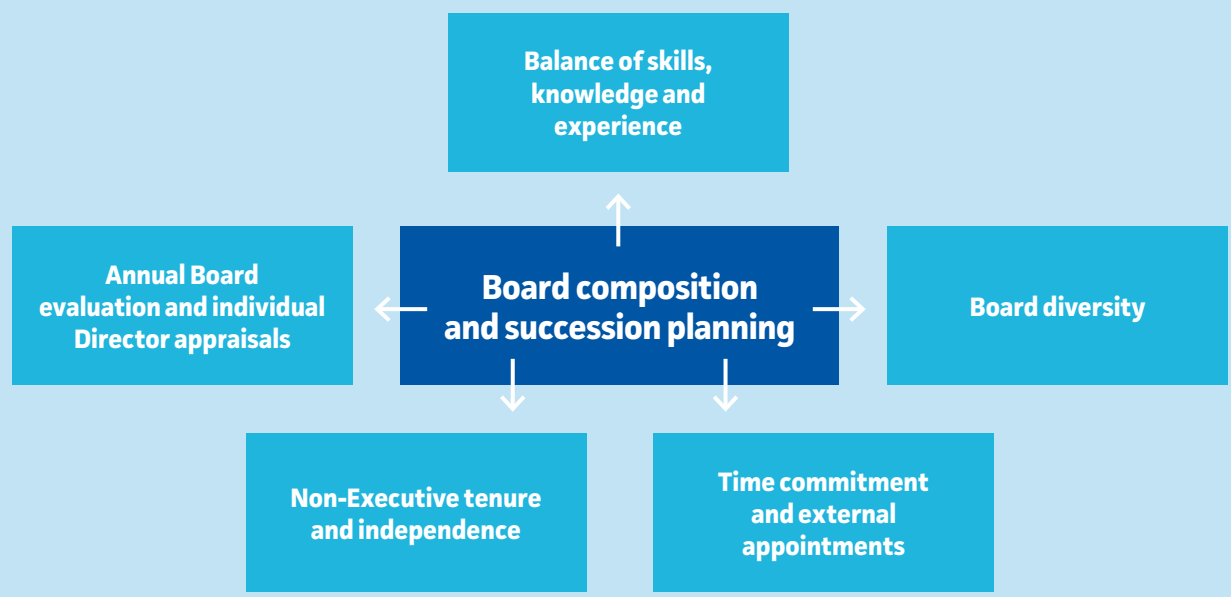 Balance of skills,
knowledge and
experience
Annual Board
evaluation and individual
Director appraisals
Board composition
and succession planning
Board diversity
Non-Executive tenure
and independence
Time commitment
and external
appointments